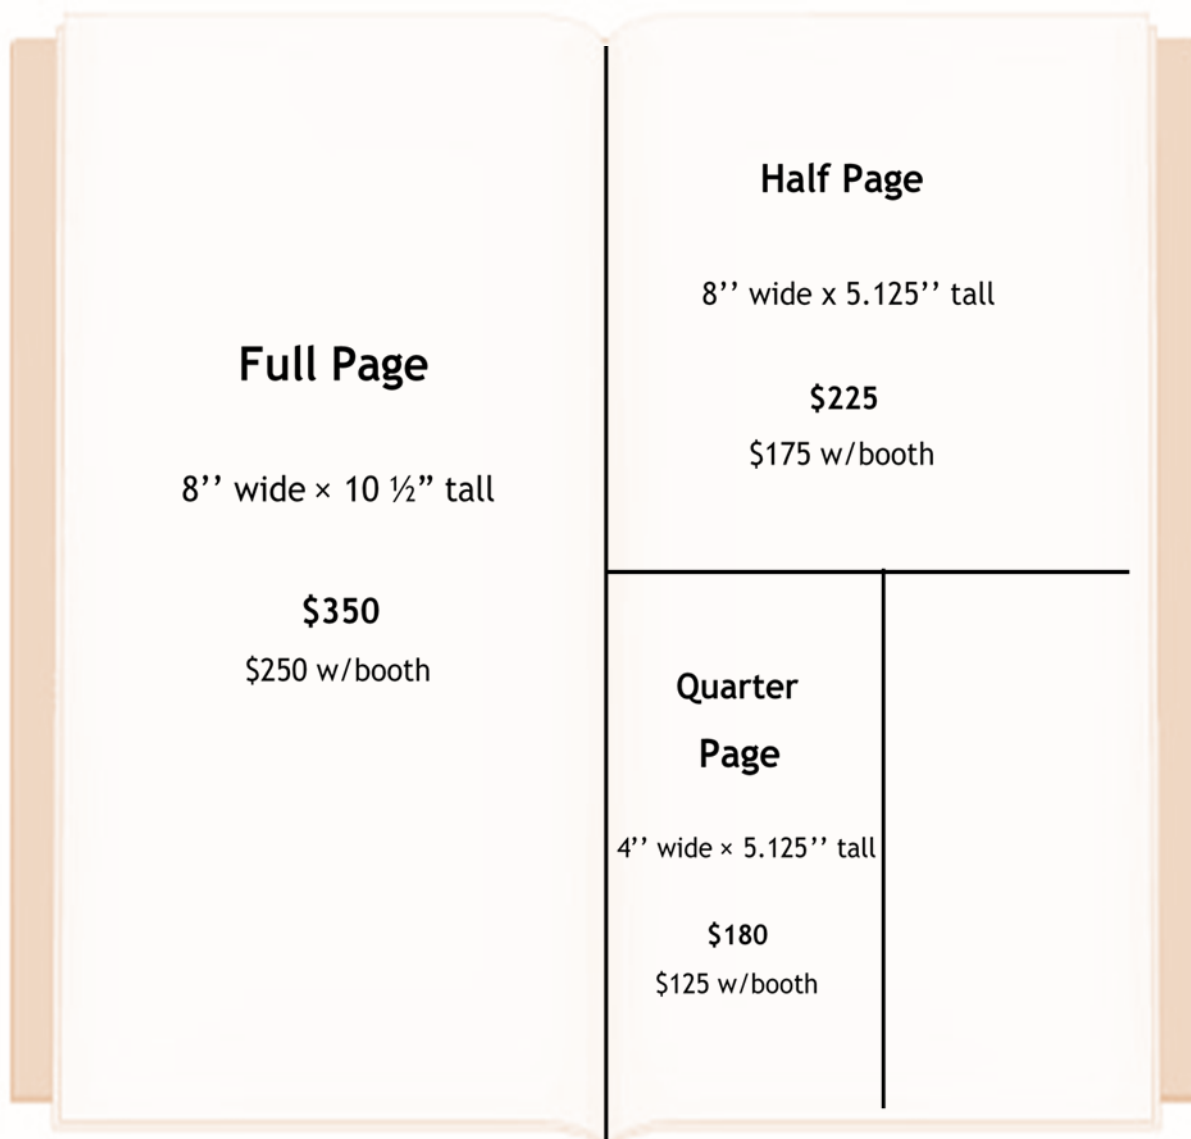 Full Page
8’’ wide × 10 ½” tall
$350
$250 w/booth
Half Page
8’’ wide x 5.125’’ tall
$225
$175 w/booth
Quarter
Page
4’’ wide × 5.125’’ tall
$180
$125 w/booth